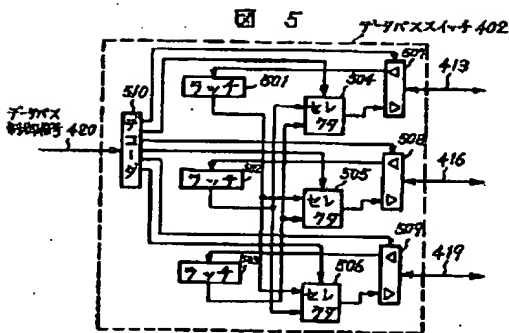 図 5
データバススイッチ 402
507
413
ラッチ
501
504
セレ
クタ
510
データバス
制御信号
420
デコーダ
508
416
ラッチ
502
505
セレ
クタ
509
419
ラッチ
503
506
セレ
クタ